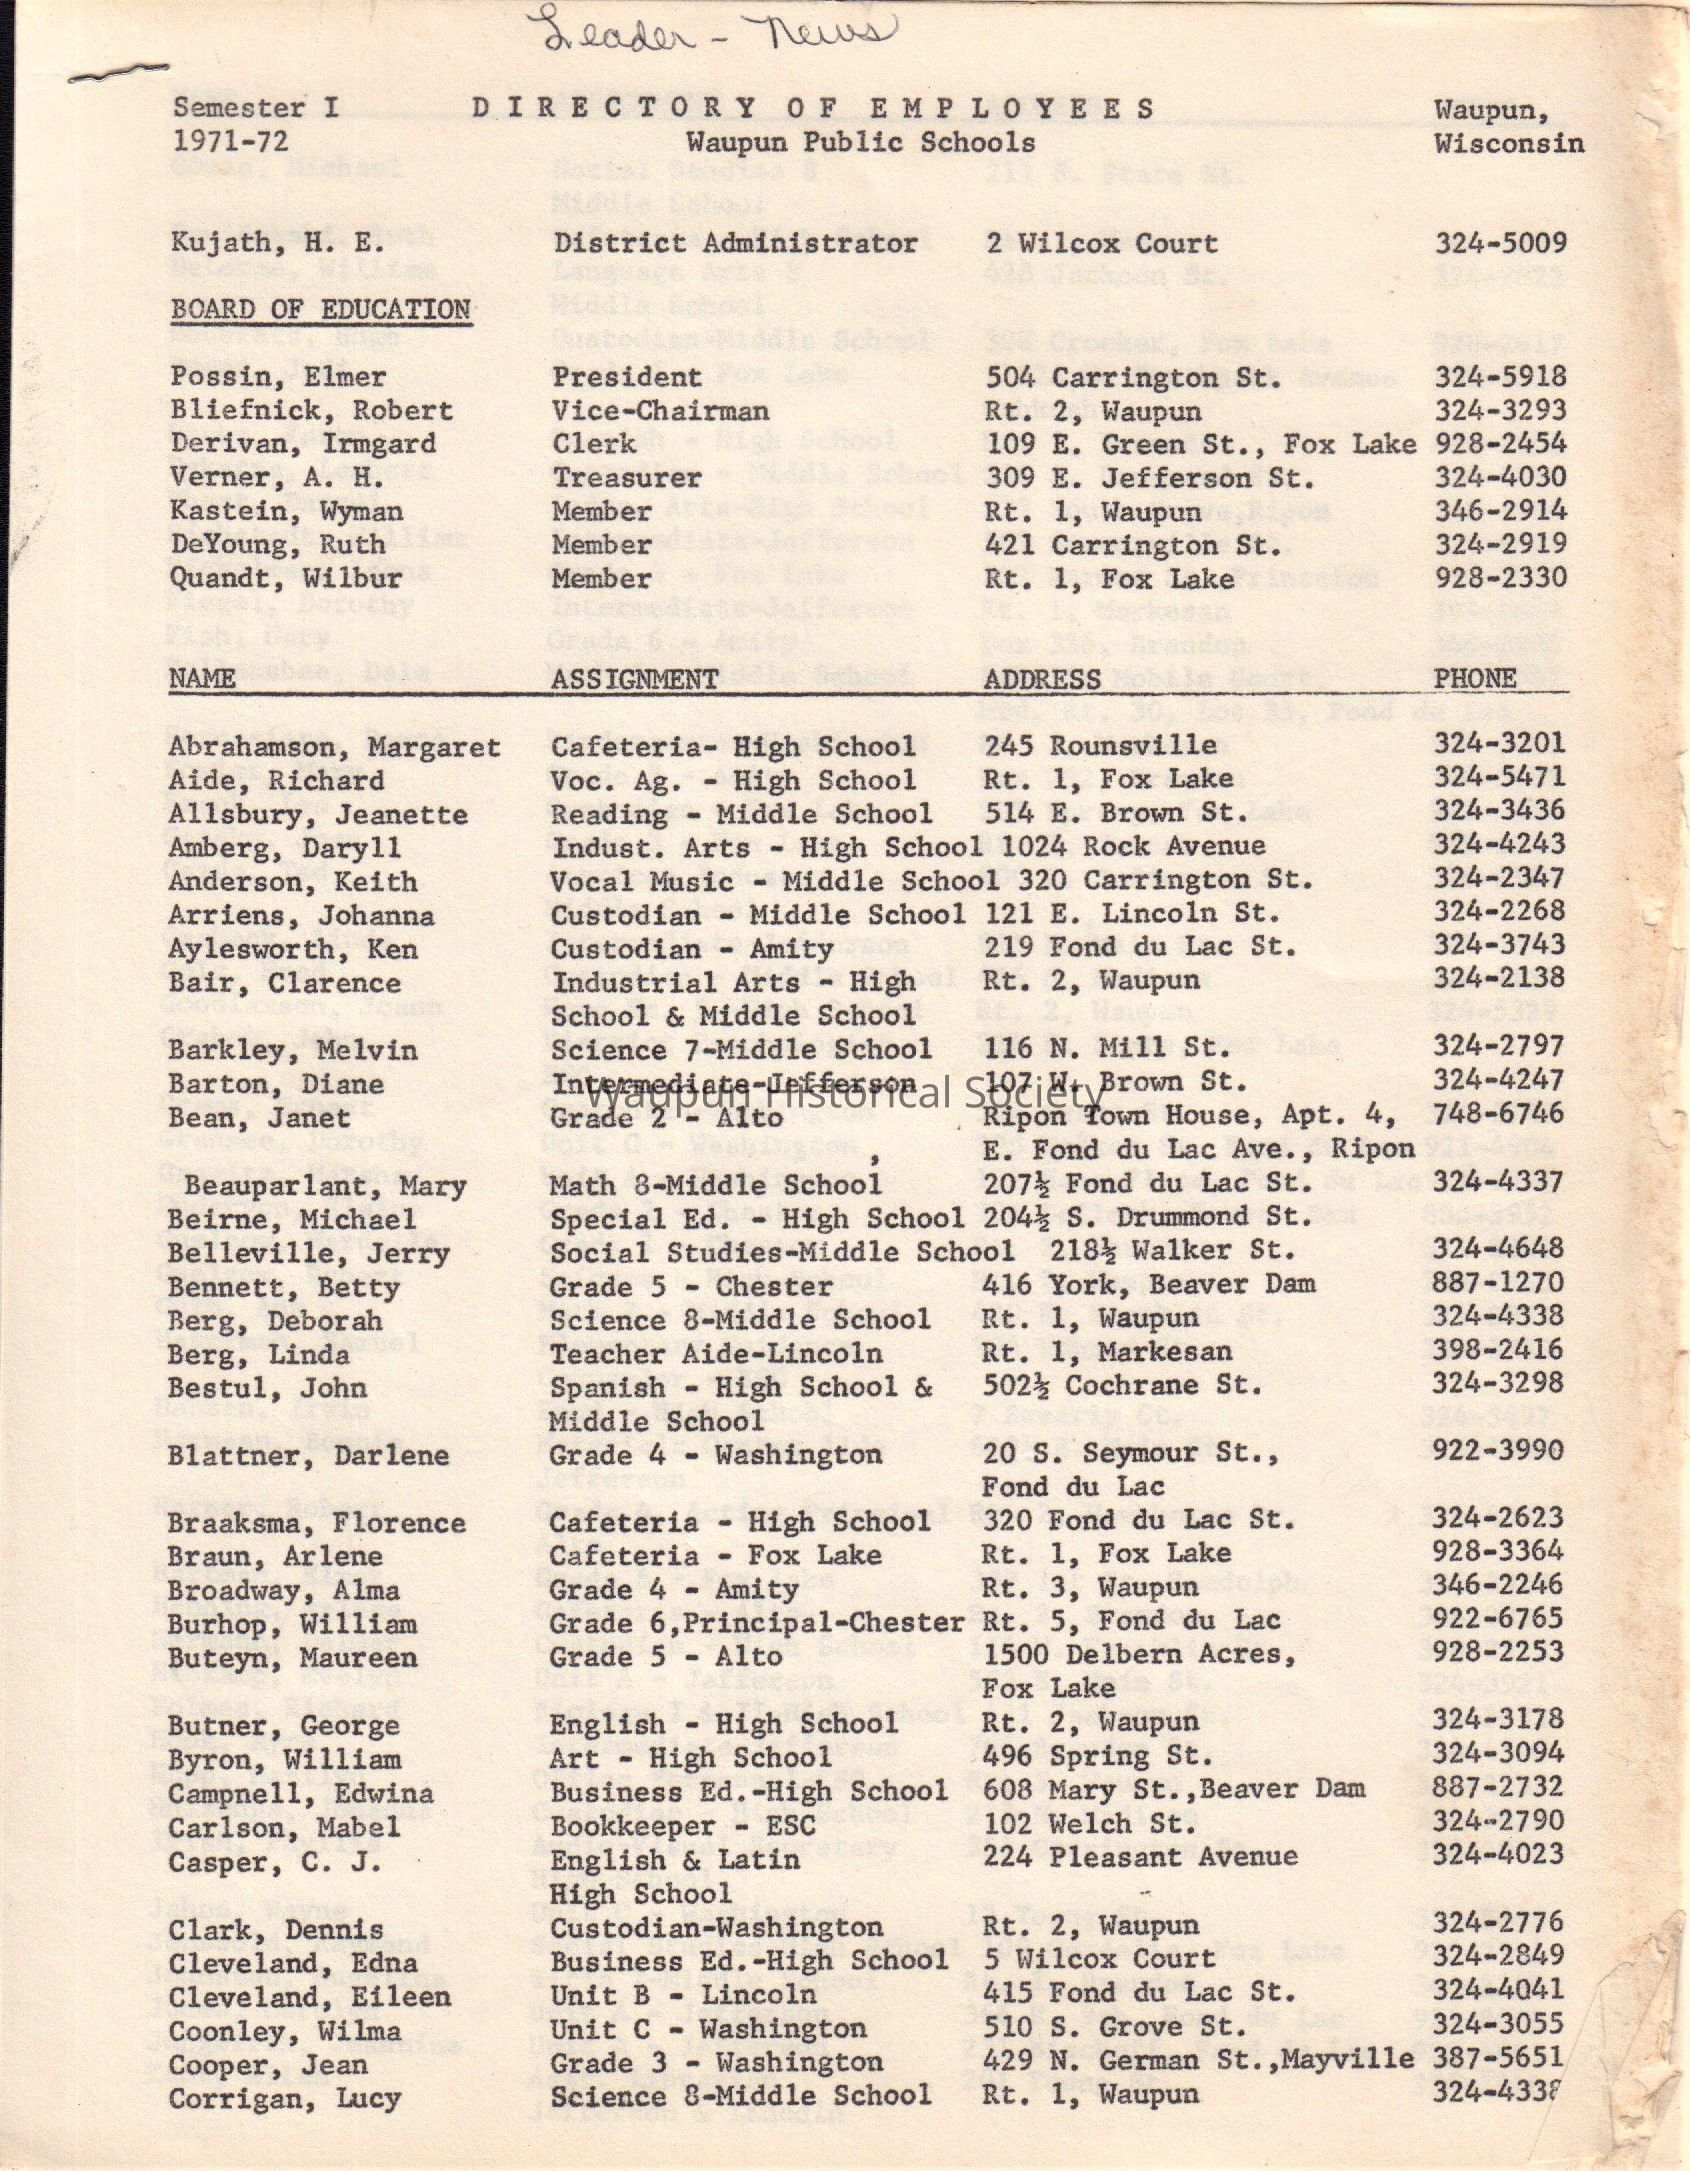 Leader - News
Semester I D I R E C T O R Y O F E M P L O Y E E S Waupun,
1971-72 Waupun Public Schools Wisconsin
Kujath, H. E. District Administrator 2 Wilcox Court 324-5009
BOARD OF EDUCATION
Possin, Elmer President 504 Carrington St. 324-5918
Bliefnick, Robert Vice-Chairman Rt. 2, Waupun 324-3293
Derivan, Irmgard Clerk 109 E. Green St., Fox Lake 928-2454
Verner, A. H. Treasurer 309 E. Jefferson St. 324-4030
Kastein, Wyman Member Rt. 1, Waupun 346-2914
DeYoung, Ruth Member 421 Carrington St. 324-2919
Quandt, Wilbur Member Rt. 1, Fox Lake 928-2330
NAME ASSIGNMENT ADDRESS PHONE
Abrahamson, Margaret Cafeteria- High School 245 Rounsville 324-3201
Aide, Richard Voc. Ag. - High School Rt. 1, Fox Lake 324-5471
Allsbury, Jeanette Reading - Middle School 514 E. Brown St. 324-3436
Amberg, Daryll Indust. Arts - High School 1024 Rock Avenue 324-4243
Anderson, Keith Vocal Music - Middle School 320 Carrington St. 324-2347
Arriens, Johanna Custodian - Middle School 121 E. Lincoln St. 324-2268
Aylesworth, Ken Custodian - Amity 219 Fond du Lac St. 324-3743
Bair, Clarence Industrial Arts - High Rt. 2, Waupun 324-2138
School & Middle School
Barkley, Melvin Science 7-Middle School 116 N. Mill St. 324-2797
Barton, Diane Intermediate-Jefferson 107 W. Brown St. 324-4247
Waupun Historical Society
Bean, Janet Grade 2 - Alto Ripon Town House, Apt. 4, 748-6746
E. Fond du Lac Ave., Ripon
Beauparlant, Mary Math 8-Middle School 207½ Fond du Lac St. 324-4337
Beirne, Michael Special Ed. - High School 204½ S. Drummond St.
Belleville, Jerry Social Studies-Middle School 218½ Walker St. 324-4648
Bennett, Betty Grade 5 - Chester 416 York, Beaver Dam 887-1270
Berg, Deborah Science 8-Middle School Rt. 1, Waupun 324-4338
Berg, Linda Teacher Aide-Lincoln Rt. 1, Markesan 398-2416
Bestul, John Spanish - High School & 502½ Cochrane St. 324-3298
Middle School
Blattner, Darlene Grade 4 - Washington 20 S. Seymour St., 922-3990
Fond du Lac
Braaksma, Florence Cafeteria - High School 320 Fond du Lac St. 324-2623
Braun, Arlene Cafeteria - Fox Lake Rt. 1, Fox Lake 928-3364
Broadway, Alma Grade 4 - Amity Rt. 3, Waupun 346-2246
Burhop, William Grade 6,Principal-Chester Rt. 5, Fond du Lac 922-6765
Buteyn, Maureen Grade 5 - Alto 1500 Delbern Acres, 928-2253
Fox Lake
Butner, George English - High School Rt. 2, Waupun 324-3178
Byron, William Art - High School 496 Spring St. 324-3094
Campnell, Edwina Business Ed.-High School 608 Mary St.,Beaver Dam 887-2732
Carlson, Mabel Bookkeeper - ESC 102 Welch St. 324-2790
Casper, C. J. English & Latin 224 Pleasant Avenue 324-4023
High School
Clark, Dennis Custodian-Washington Rt. 2, Waupun 324-2776
Cleveland, Edna Business Ed.-High School 5 Wilcox Court 324-2849
Cleveland, Eileen Unit B - Lincoln 415 Fond du Lac St. 324-4041
Coonley, Wilma Unit C - Washington 510 S. Grove St. 324-3055
Cooper, Jean Grade 3 - Washington 429 N. German St.,Mayville 387-5651
Corrigan, Lucy Science 8-Middle School Rt. 1, Waupun 324-4338